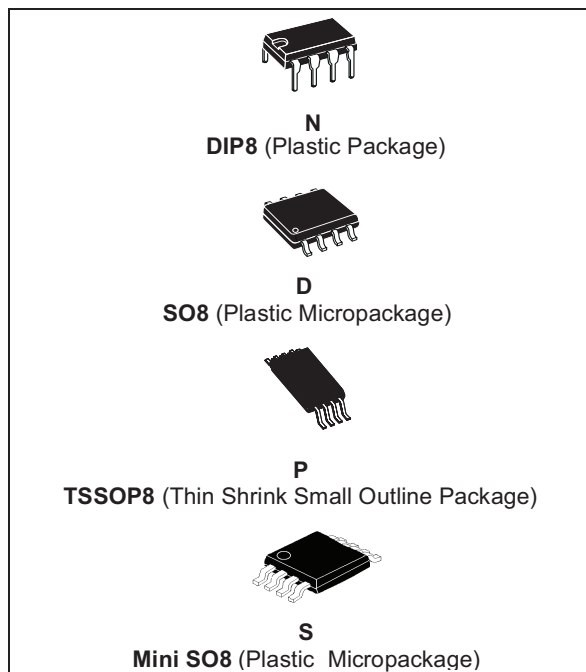 N
DIP8 (Plastic Package)
D
SO8 (Plastic Micropackage)
P
TSSOP8 (Thin Shrink Small Outline Package)
S
Mini SO8 (Plastic Micropackage)